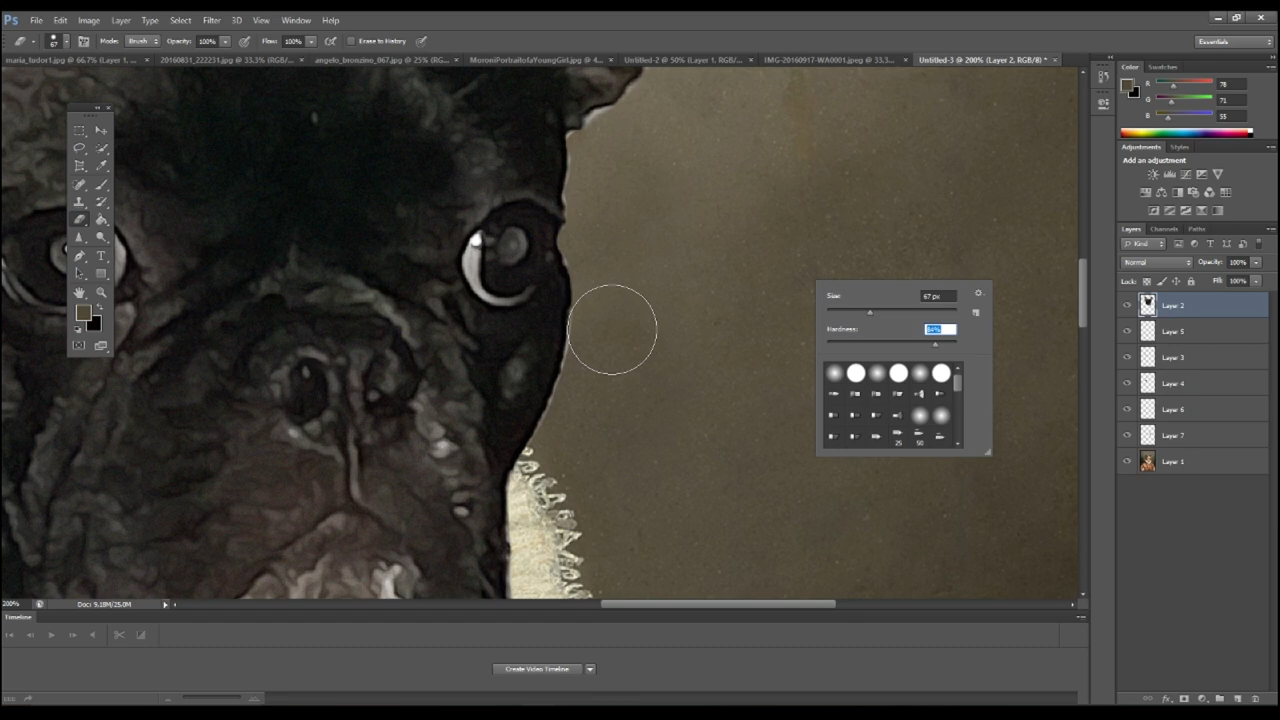 Ps File Edit Image Layer Type Select Filter 3D View Window Help
67 Mode: Brush Opacity: 100% Flow: 100% Erase to History Essentials
maria_tudor1.jpg @ 66.7% (Layer 1, ... × 20160831_222231.jpg @ 33.3% (RGB/... × angelo_bronzino_067.jpg @ 25% (RG... × MoroniPortraitofaYoungGirl.jpg @ 4... × Untitled-2 @ 50% (Layer 1, RGB/... × IMG-20160917-WA0001.jpeg @ 33.3... × Untitled-3 @ 200% (Layer 2, RGB/8) * ×
Color Swatches
R 78
G 71
B 55
Adjustments Styles
Add an adjustment
Layers Channels Paths
Kind
Normal Opacity: 100%
Lock: Fill: 100%
Size: 67 px
Hardness:
25 50
Layer 2
Layer 5
Layer 3
Layer 4
Layer 6
Layer 7
Layer 1
200% Doc: 9.18M/25.0M
Timeline
Create Video Timeline